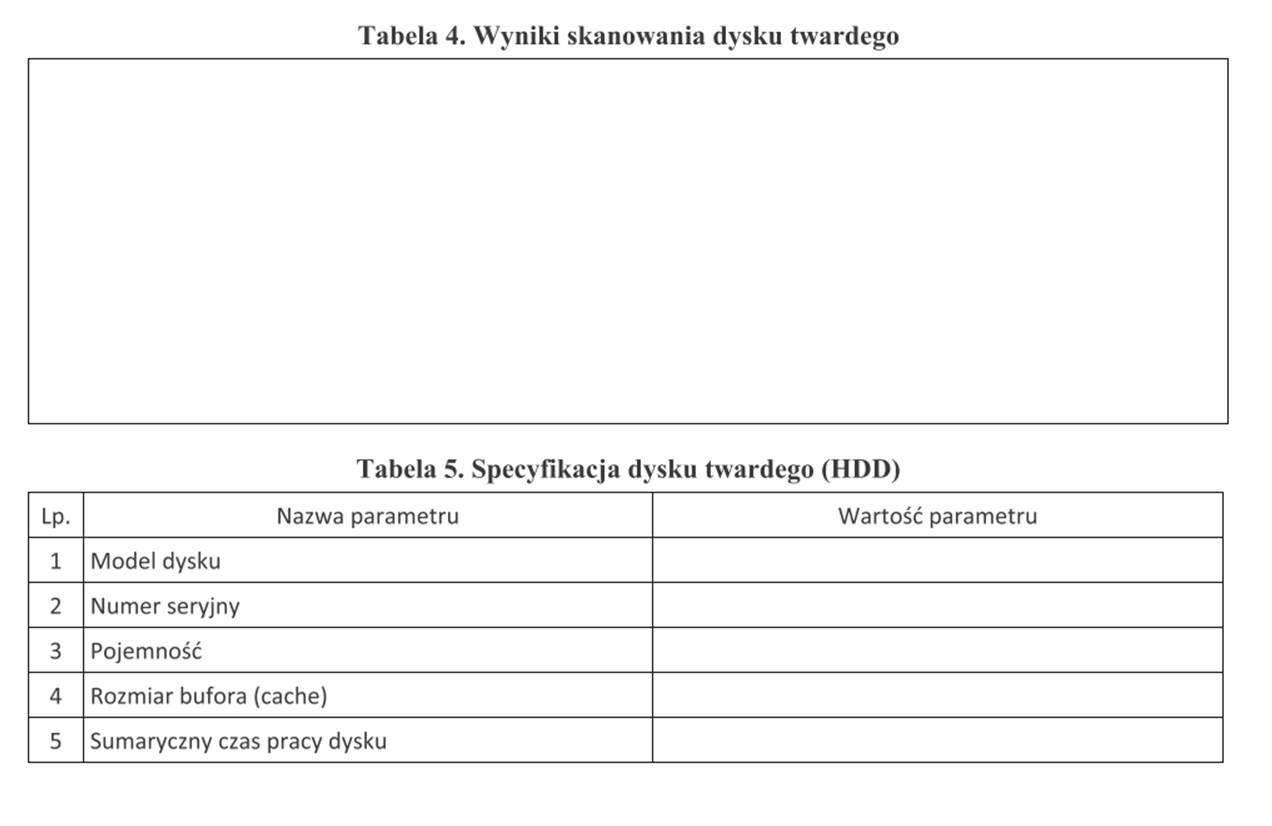 Tabela 4. Wyniki skanowania dysku twardego
Tabela 5. Specyfikacja dysku twardego (HDD)
Lp. Nazwa parametru Wartość parametru
1 Model dysku
2 Numer seryjny
3 Pojemność
4 Rozmiar bufora (cache)
5 Sumaryczny czas pracy dysku